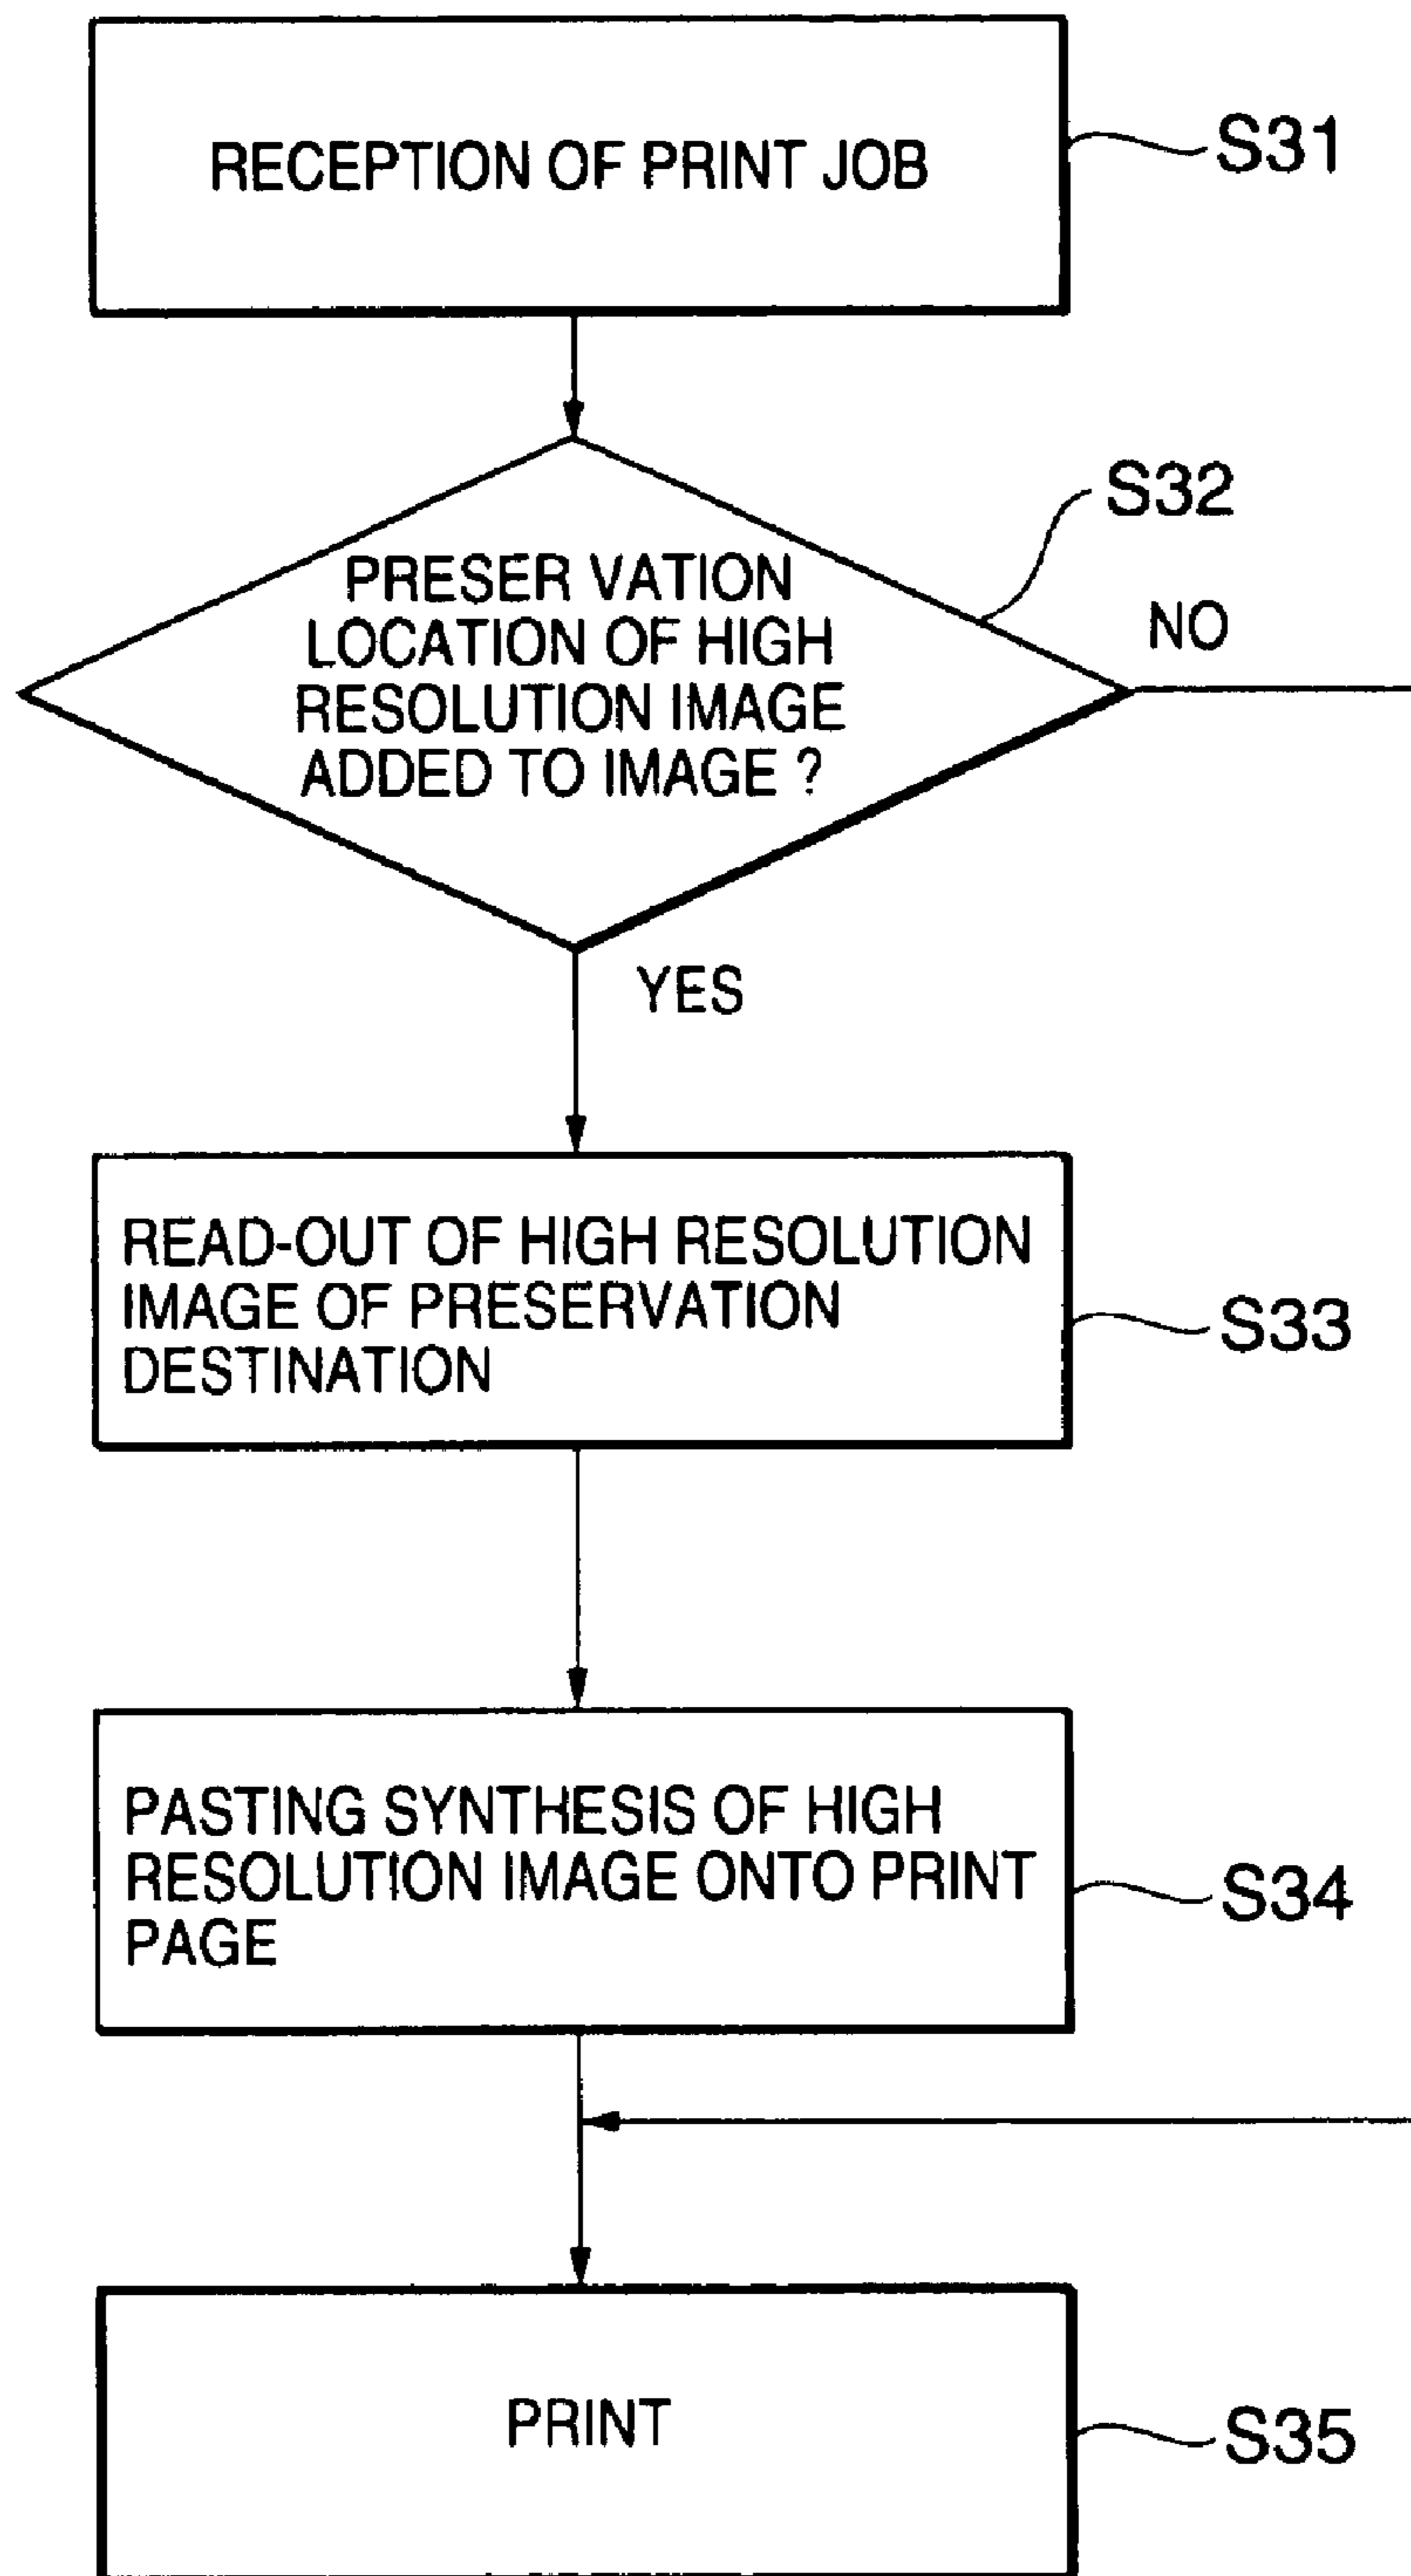 RECEPTION OF PRINT JOB
S31
S32
PRESER VATION
LOCATION OF HIGH
RESOLUTION IMAGE
ADDED TO IMAGE ?
NO
YES
READ-OUT OF HIGH RESOLUTION
IMAGE OF PRESERVATION
DESTINATION
S33
PASTING SYNTHESIS OF HIGH
RESOLUTION IMAGE ONTO PRINT
PAGE
S34
PRINT
S35